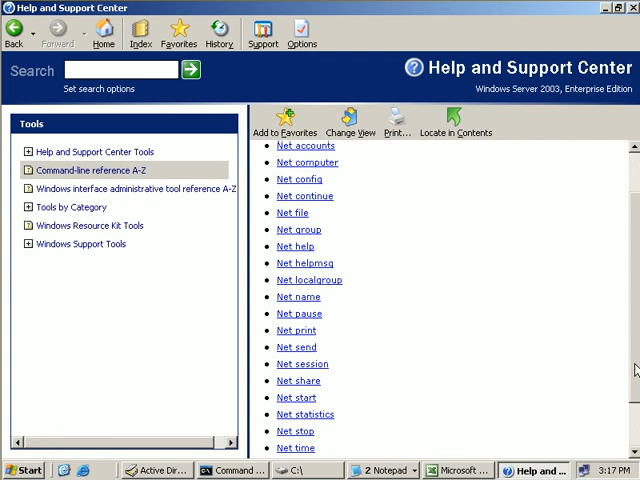 Help and Support Center
Back
Forward
Home
Index
Favorites
History
Support
Options
Search
Set search options
Help and Support Center
Windows Server 2003, Enterprise Edition
Tools
Help and Support Center Tools
Command-line reference A-Z
Windows interface administrative tool reference A-Z
Tools by Category
Windows Resource Kit Tools
Windows Support Tools
Add to Favorites
Change View
Print...
Locate in Contents
Net accounts
Net computer
Net config
Net continue
Net file
Net group
Net help
Net helpmsg
Net localgroup
Net name
Net pause
Net print
Net send
Net session
Net share
Net start
Net statistics
Net stop
Net time
Start
Active Dir...
Command ...
C:\
2 Notepad
Microsoft ...
Help and ...
3:17 PM